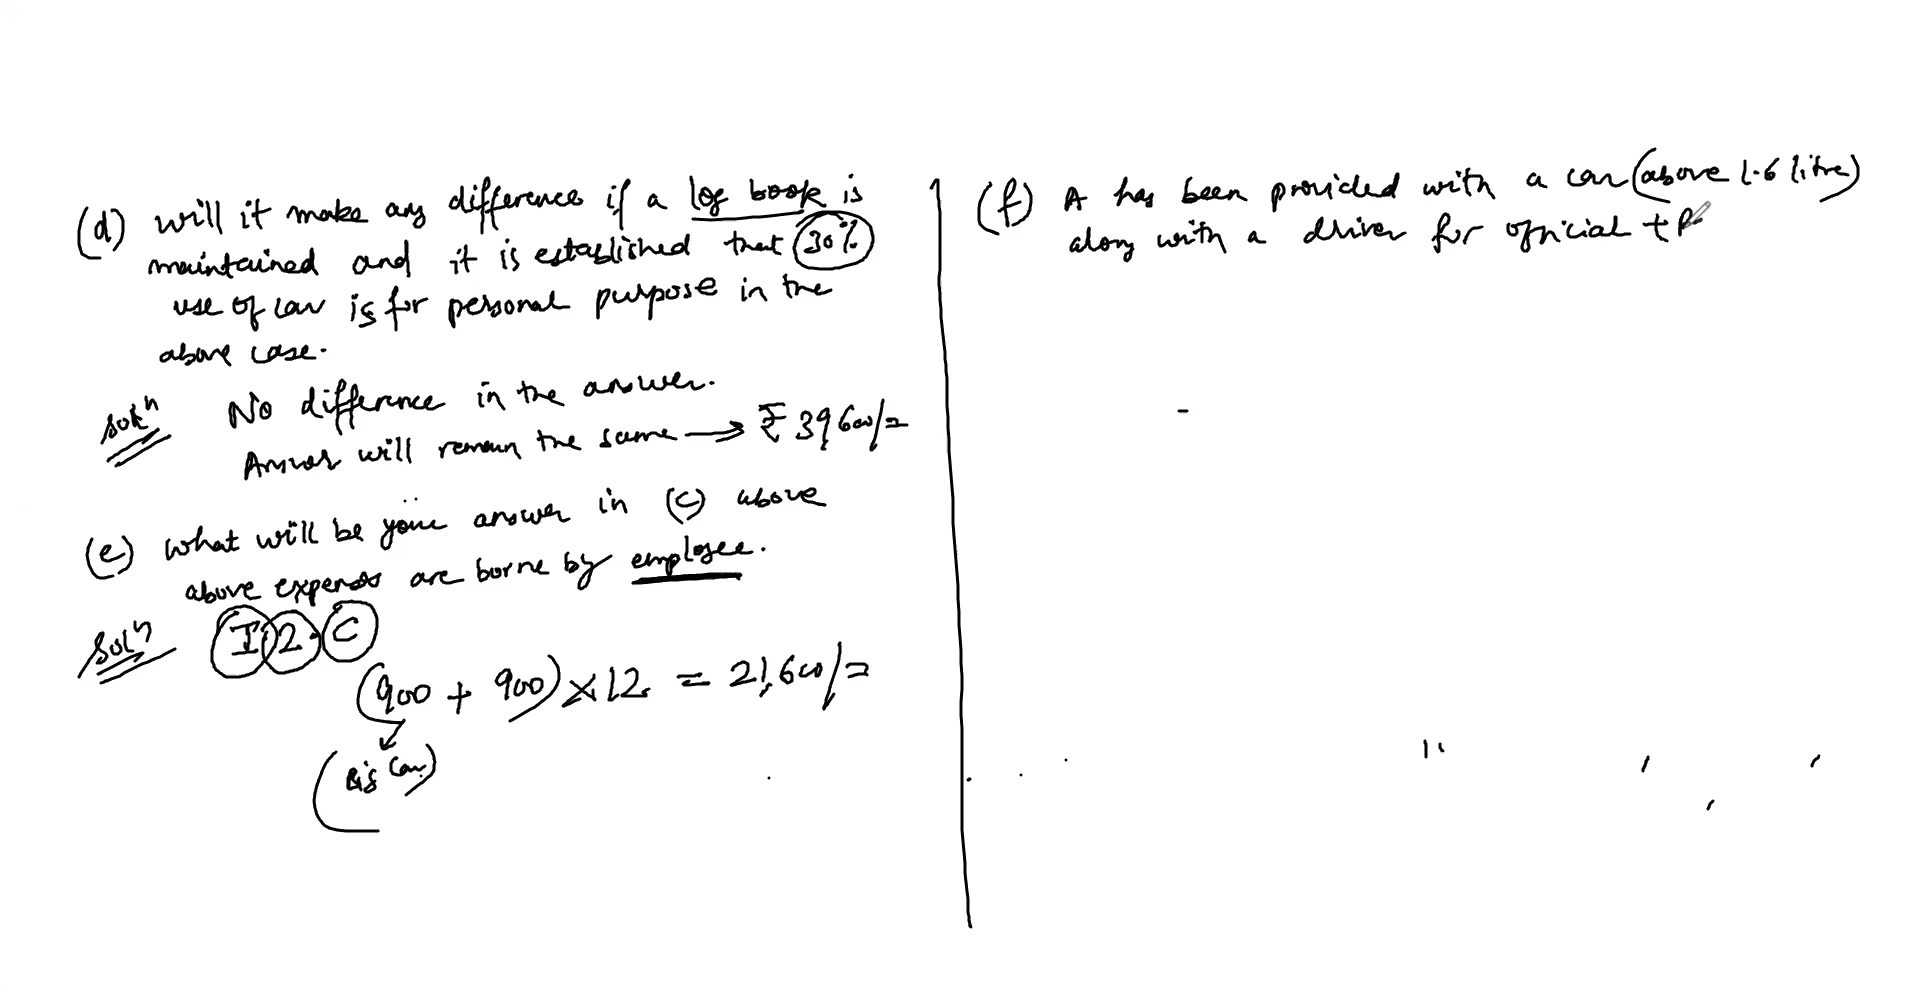 (d) will it make any difference if a log book is
maintained and it is established that 30%
use of car is for personal purpose in the
above case.
Soln No difference in the answer.
Answer will remain the same → ₹ 39,600/=
(e) what will be your answer in (c) above
above expenses are borne by employee.
Soln I 2 C
(900 + 900) × 12 = 21,600/=
(Big Car)
(f) A has been provided with a car (above 1.6 litre)
along with a driver for official + P